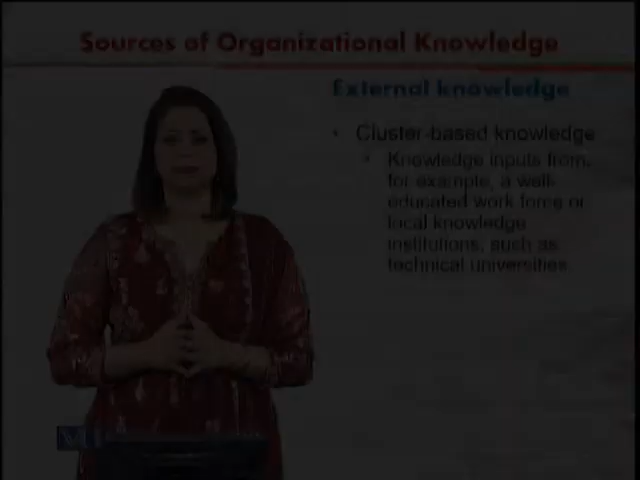 Sources of Organizational Knowledge
External knowledge
• Cluster-based knowledge
• Knowledge inputs from,
for example, a well-
educated work force or
local knowledge
institutions, such as
technical universities